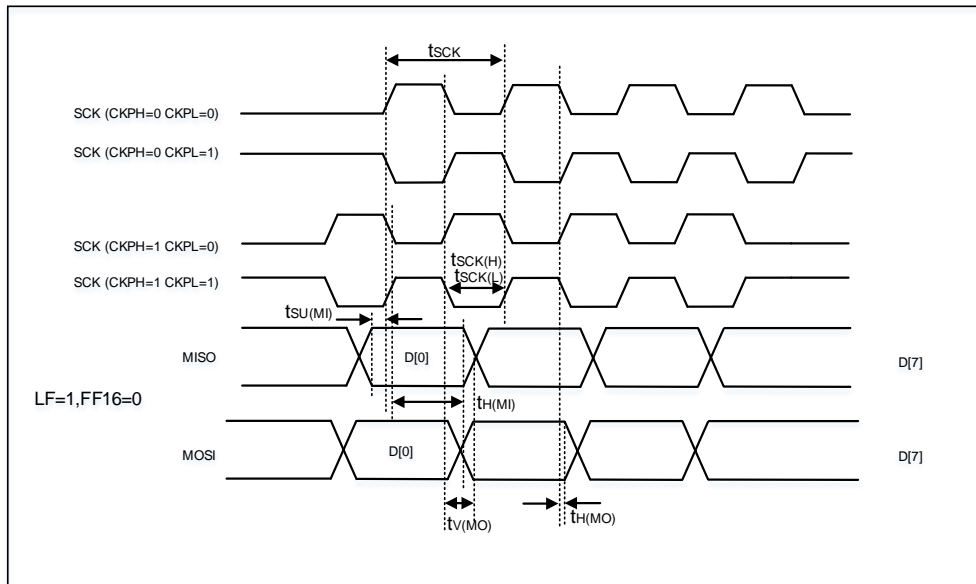 tSCK
SCK (CKPH=0 CKPL=0)
SCK (CKPH=0 CKPL=1)
SCK (CKPH=1 CKPL=0)
tSCK(H)
tSCK(L)
SCK (CKPH=1 CKPL=1)
tSU(MI)
MISO
D[0]
D[7]
LF=1,FF16=0
tH(MI)
MOSI
D[0]
D[7]
tV(MO)
tH(MO)